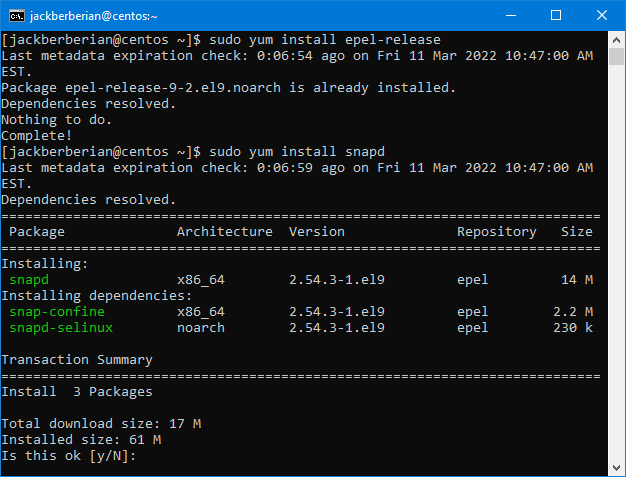 jackberberian@centos:~
[jackberberian@centos ~]$ sudo yum install epel-release
Last metadata expiration check: 0:06:54 ago on Fri 11 Mar 2022 10:47:00 AM
EST.
Package epel-release-9-2.el9.noarch is already installed.
Dependencies resolved.
Nothing to do.
Complete!
[jackberberian@centos ~]$ sudo yum install snapd
Last metadata expiration check: 0:06:59 ago on Fri 11 Mar 2022 10:47:00 AM
EST.
Dependencies resolved.
===========================================================================
 Package              Architecture  Version              Repository   Size
===========================================================================
Installing:
 snapd                x86_64        2.54.3-1.el9         epel         14 M
Installing dependencies:
 snap-confine         x86_64        2.54.3-1.el9         epel        2.2 M
 snapd-selinux        noarch        2.54.3-1.el9         epel        230 k
Transaction Summary
===========================================================================
Install  3 Packages
Total download size: 17 M
Installed size: 61 M
Is this ok [y/N]: